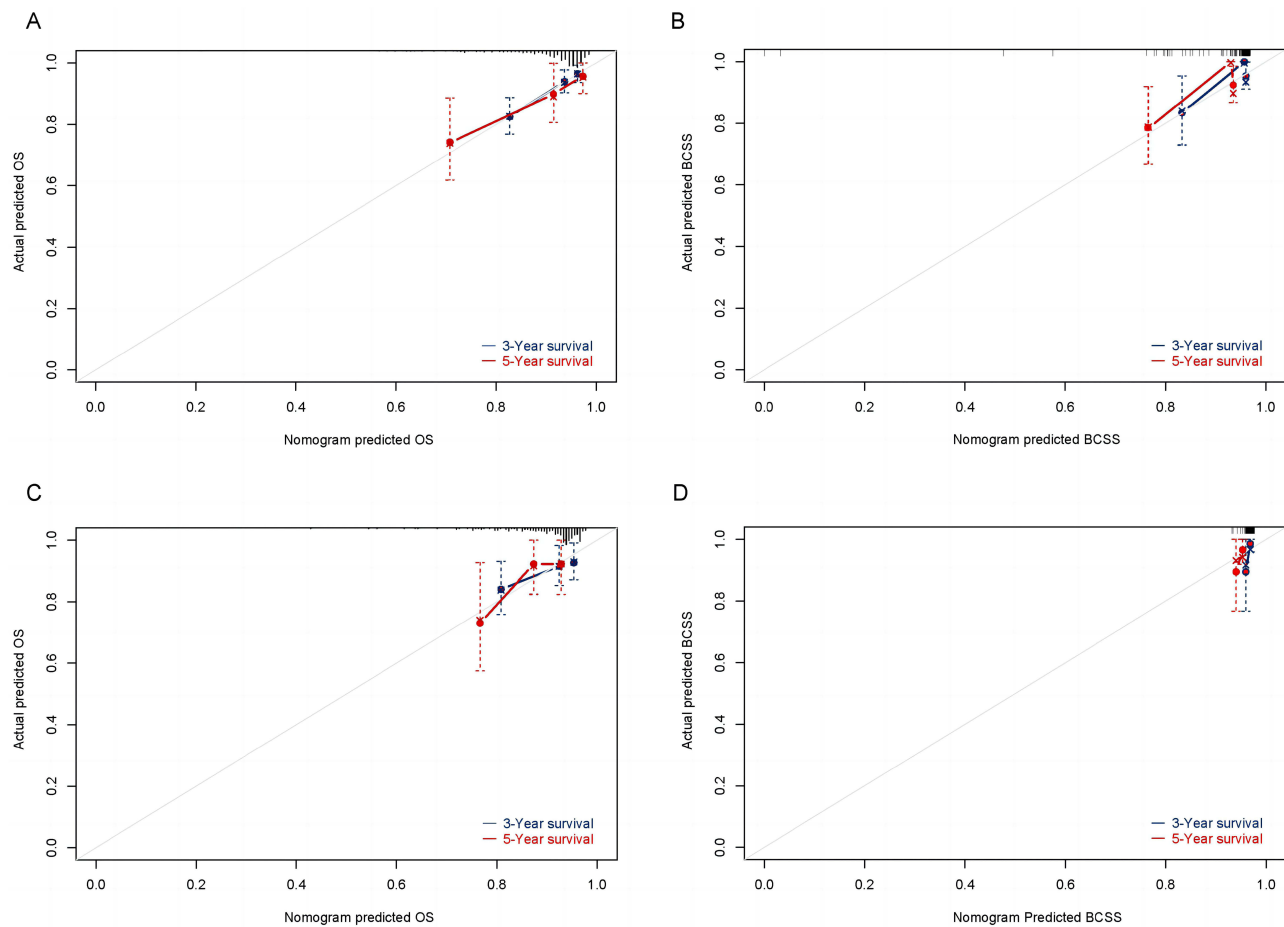 A
Actual predicted OS
1.0
0.8
0.6
0.4
0.2
0.0
3-Year survival
5-Year survival
0.0 0.2 0.4 0.6 0.8 1.0
Nomogram predicted OS
B
Actual predicted BCSS
1.0
0.8
0.6
0.4
0.2
0.0
3-Year survival
5-Year survival
0.0 0.2 0.4 0.6 0.8 1.0
Nomogram predicted BCSS
C
Actual predicted OS
1.0
0.8
0.6
0.4
0.2
0.0
3-Year survival
5-Year survival
0.0 0.2 0.4 0.6 0.8 1.0
Nomogram predicted OS
D
Actual predicted BCSS
1.0
0.8
0.6
0.4
0.2
0.0
3-Year survival
5-Year survival
0.0 0.2 0.4 0.6 0.8 1.0
Nomogram Predicted BCSS